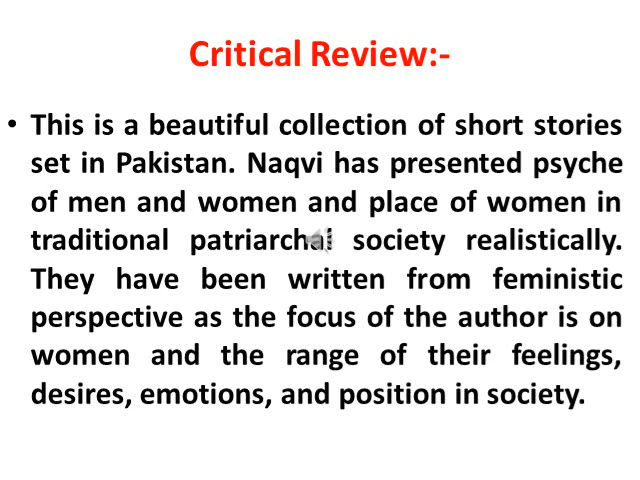 Critical Review:-
• This is a beautiful collection of short stories
set in Pakistan. Naqvi has presented psyche
of men and women and place of women in
traditional patriarchal society realistically.
They have been written from feministic
perspective as the focus of the author is on
women and the range of their feelings,
desires, emotions, and position in society.